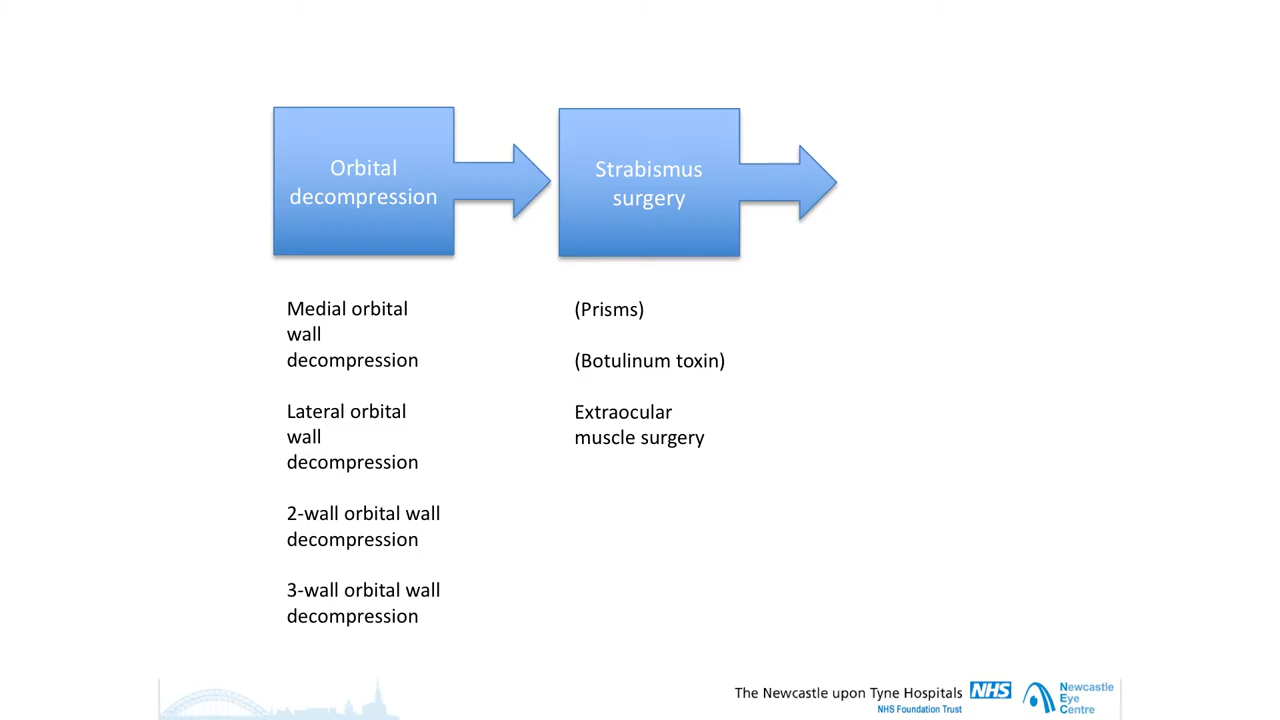 Orbital
decompression
Strabismus
surgery
Medial orbital
wall
decompression
Lateral orbital
wall
decompression
2-wall orbital wall
decompression
3-wall orbital wall
decompression
(Prisms)
(Botulinum toxin)
Extraocular
muscle surgery
The Newcastle upon Tyne Hospitals NHS
NHS Foundation Trust
Newcastle
Eye
Centre